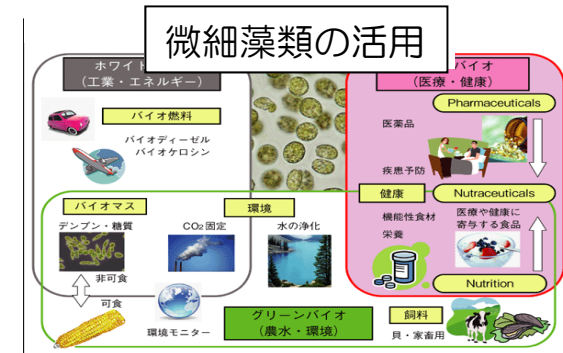 微細藻類の活用
ホワイト
（工業・エネルギー）
バイオ
（医療・健康）
バイオ燃料
バイオディーゼル
バイオケロシン
Pharmaceuticals
医薬品
疾患予防
健康
Nutraceuticals
機能性食材
栄養
医療や健康に
寄与する食品
Nutrition
バイオマス
デンプン・糖質
環境
CO2固定
水の浄化
非可食
可食
環境モニター
グリーンバイオ
（農水・環境）
飼料
貝・家畜用